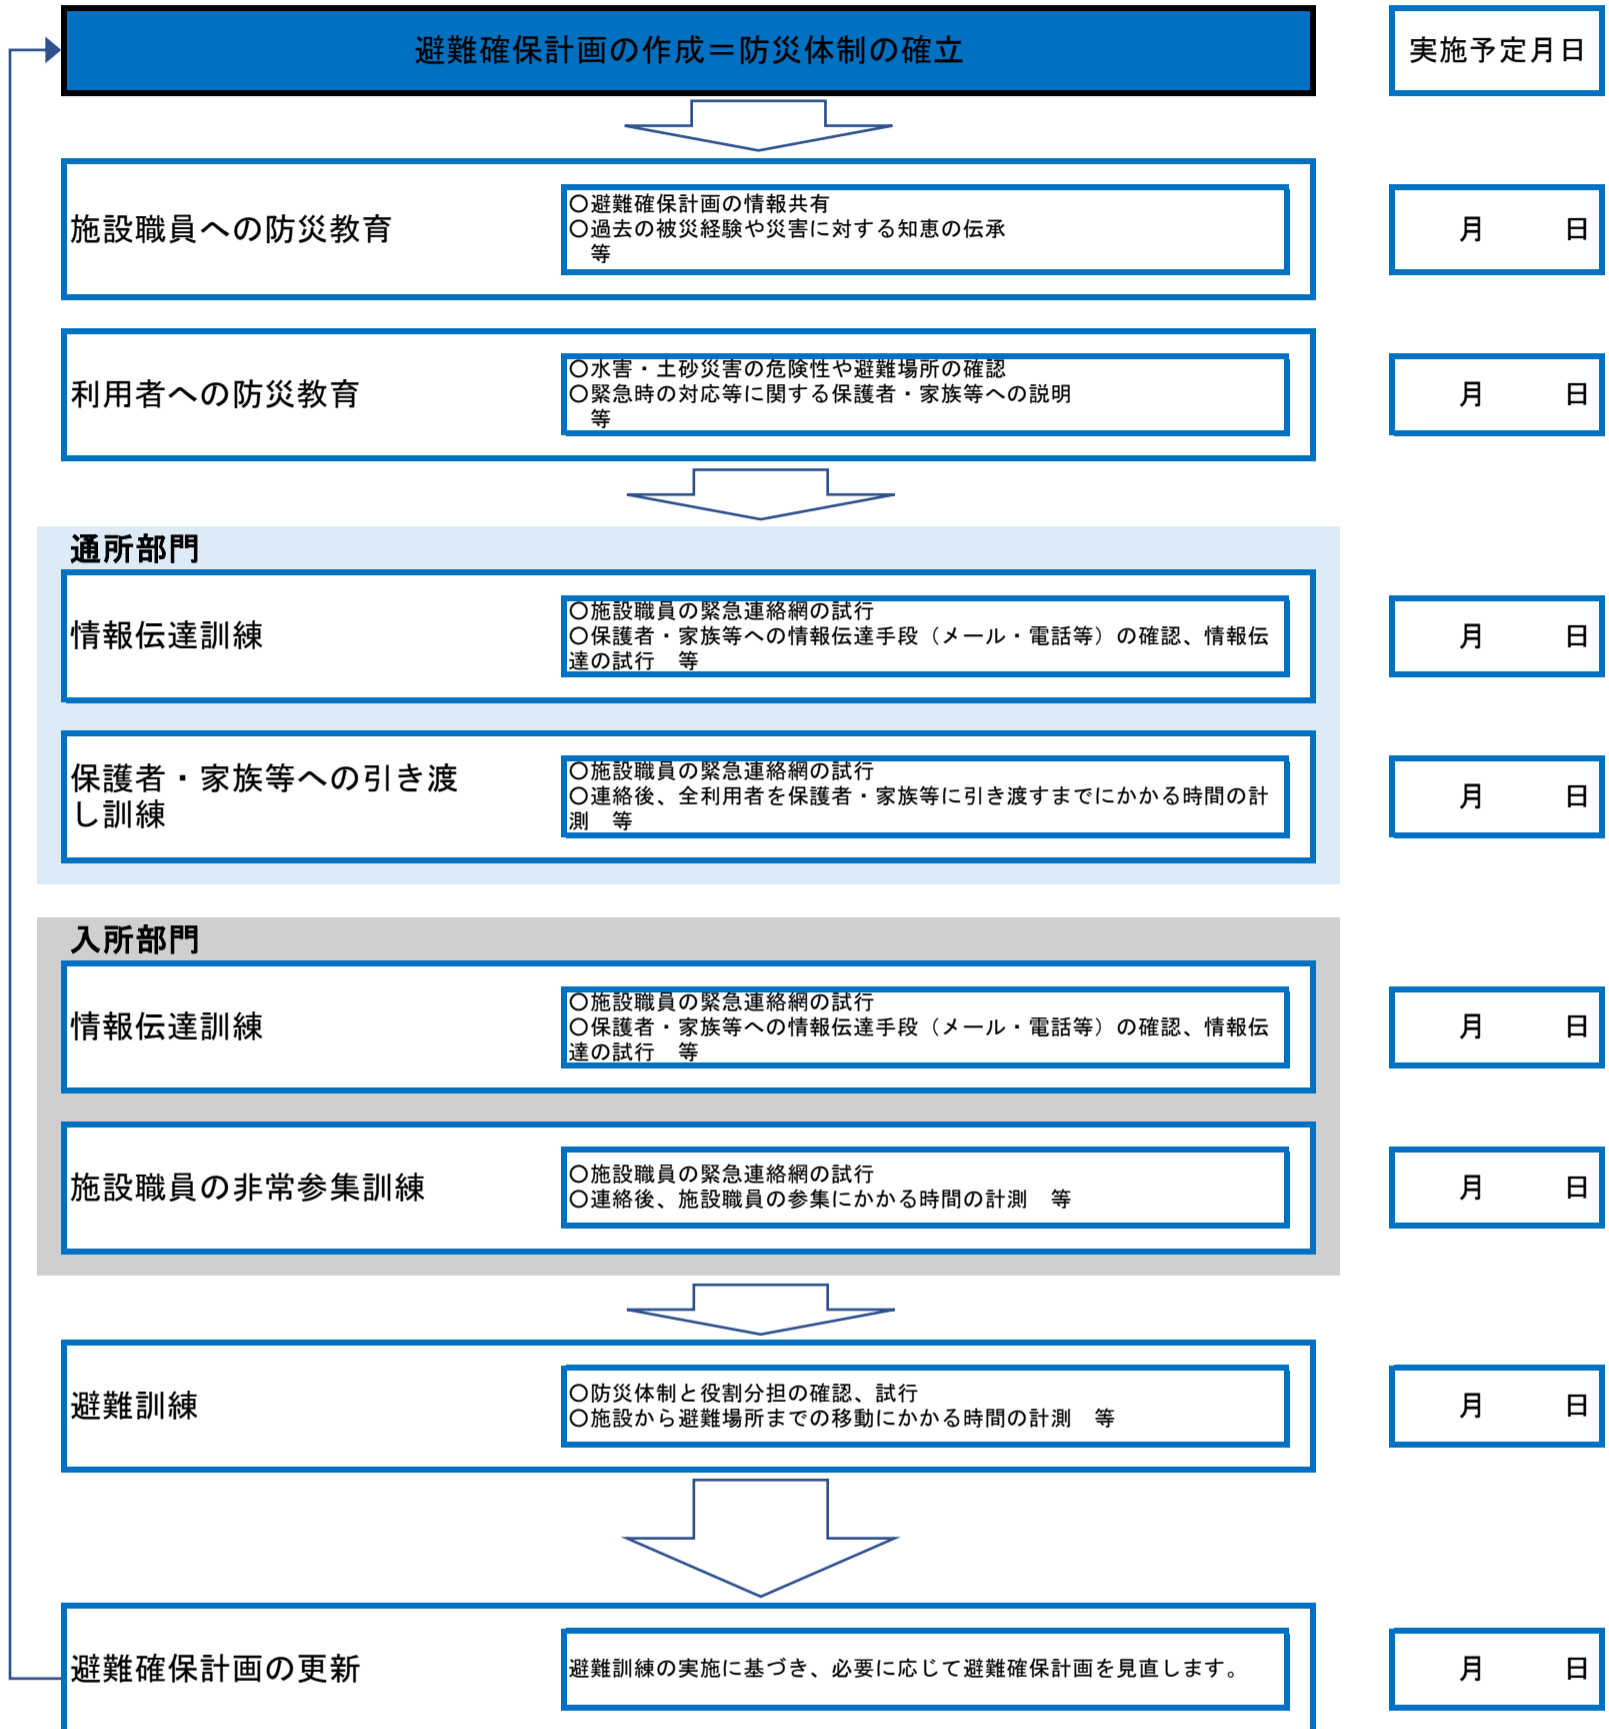 避難確保計画の作成＝防災体制の確立
実施予定月日
施設職員への防災教育
○避難確保計画の情報共有
○過去の被災経験や災害に対する知恵の伝承
等
月　日
利用者への防災教育
○水害・土砂災害の危険性や避難場所の確認
○緊急時の対応等に関する保護者・家族等への説明
等
月　日
通所部門
情報伝達訓練
○施設職員の緊急連絡網の試行
○保護者・家族等への情報伝達手段（メール・電話等）の確認、情報伝
達の試行　等
月　日
保護者・家族等への引き渡
し訓練
○施設職員の緊急連絡網の試行
○連絡後、全利用者を保護者・家族等に引き渡すまでにかかる時間の計
測　等
月　日
入所部門
情報伝達訓練
○施設職員の緊急連絡網の試行
○保護者・家族等への情報伝達手段（メール・電話等）の確認、情報伝
達の試行　等
月　日
施設職員の非常参集訓練
○施設職員の緊急連絡網の試行
○連絡後、施設職員の参集にかかる時間の計測　等
月　日
避難訓練
○防災体制と役割分担の確認、試行
○施設から避難場所までの移動にかかる時間の計測　等
月　日
避難確保計画の更新
避難訓練の実施に基づき、必要に応じて避難確保計画を見直します。
月　日